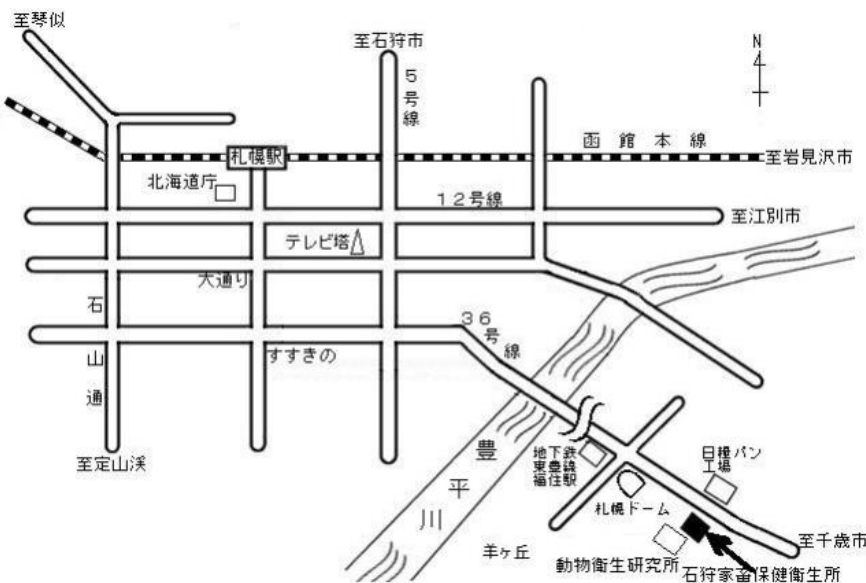 至琴似
至石狩市
N
5号線
函館本線
札幌駅
至岩見沢市
北海道庁
12号線
至江別市
テレビ塔
大通り
石山通
36号線
すすきの
至定山渓
豊平川
地下鉄
東豊線
福住駅
日糧パン
工場
札幌ドーム
羊ヶ丘
至千歳市
動物衛生研究所
石狩家畜保健衛生所